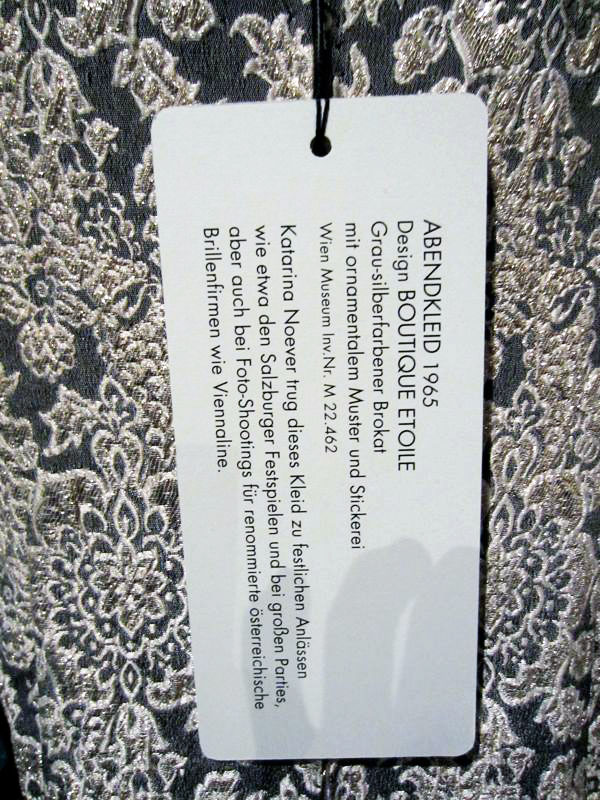 ABENDKLEID 1965
Design BOUTIQUE ETOILE
Grau-silberfarbener Brokat
mit ornamentalem Muster und Stickerei
Wien Museum Inv.Nr. M 22.462
Katarina Noever trug dieses Kleid zu festlichen Anlässen
wie etwa den Salzburger Festspielen und bei großen Parties,
aber auch bei Foto-Shootings für renommierte österreichische
Brillenfirmen wie Viennaline.